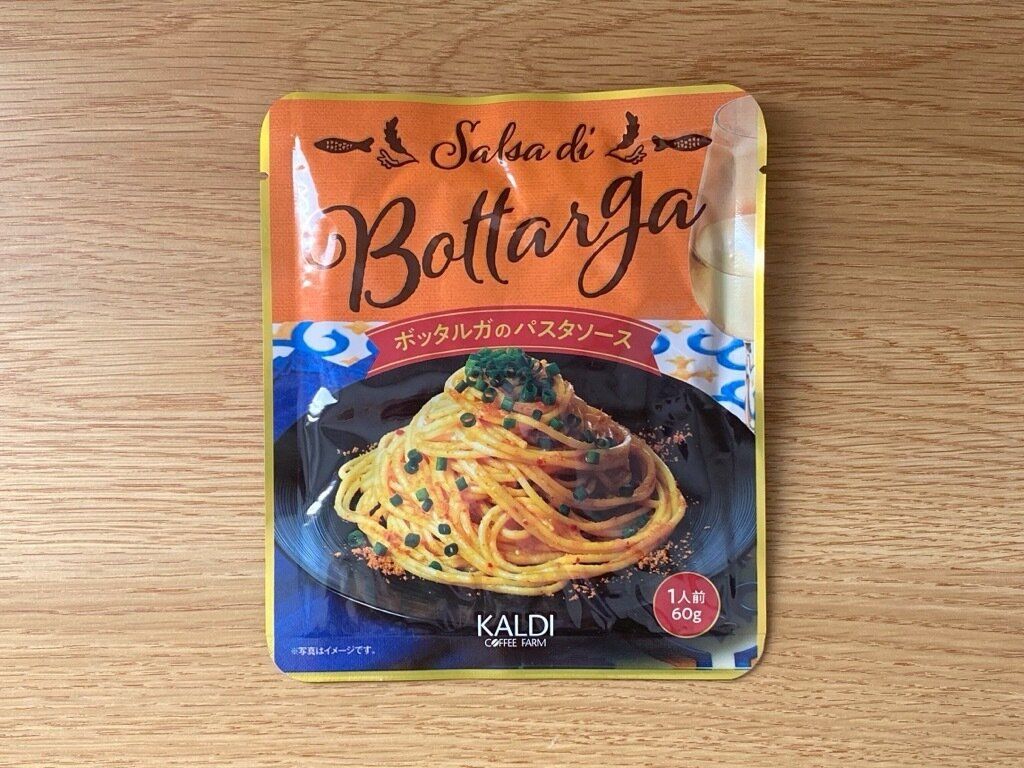 Salsa di
Bottarga
ボッタルガのパスタソース
1人前
60g
KALDI
COFFEE FARM
※写真はイメージです。